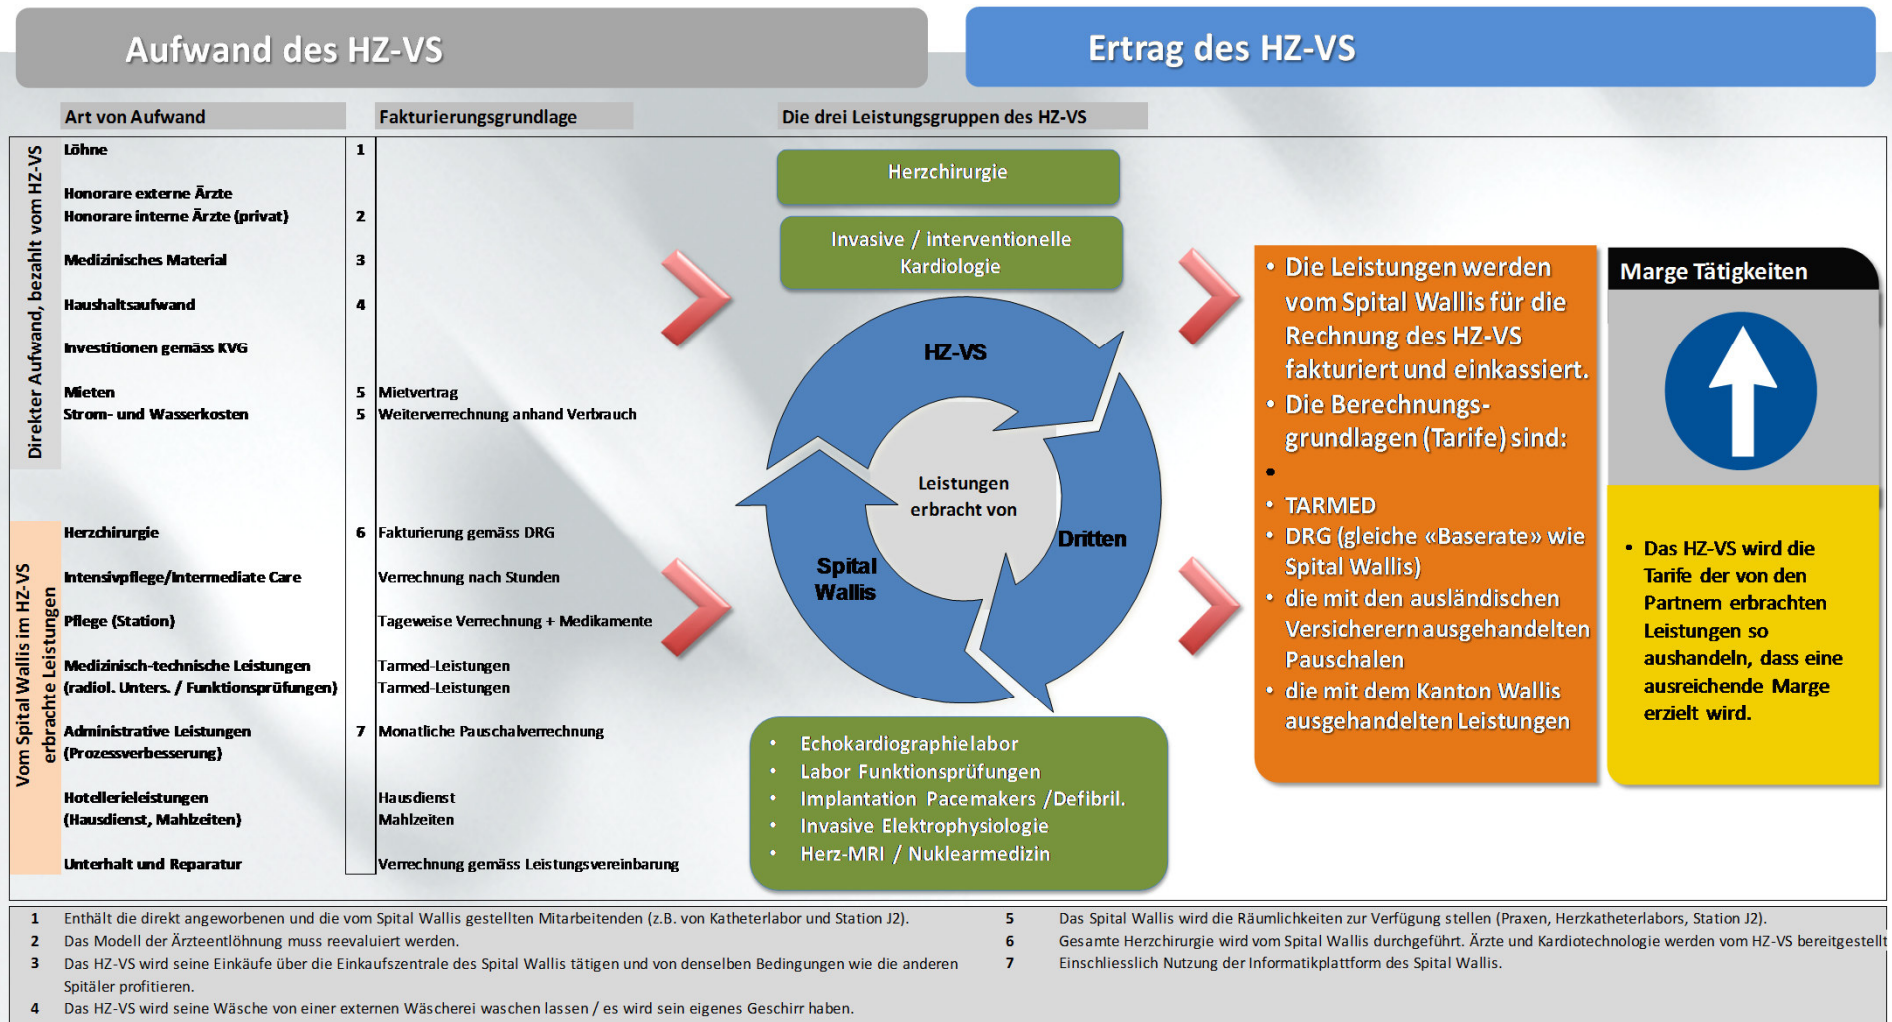 Aufwand des HZ-VS
Ertrag des HZ-VS
Art von Aufwand
Fakturierungsgrundlage
Die drei Leistungsgruppen des HZ-VS
Direkter Aufwand, bezahlt vom HZ-VS
Löhne 1
Honorare externe Ärzte
Honorare interne Ärzte (privat) 2
Medizinisches Material 3
Haushaltsaufwand 4
Investitionen gemäss KVG
Mieten 5 Mietvertrag
Strom- und Wasserkosten 5 Weiterverrechnung anhand Verbrauch
Vom Spital Wallis im HZ-VS
erbrachte Leistungen
Herzchirurgie 6 Fakturierung gemäss DRG
Intensivpflege/Intermediate Care Verrechnung nach Stunden
Pflege (Station) Tageweise Verrechnung + Medikamente
Medizinisch-technische Leistungen Tarmed-Leistungen
(radiol. Unters. / Funktionsprüfungen) Tarmed-Leistungen
Administrative Leistungen 7 Monatliche Pauschalverrechnung
(Prozessverbesserung)
Hotellerieleistungen Hausdienst
(Hausdienst, Mahlzeiten) Mahlzeiten
Unterhalt und Reparatur Verrechnung gemäss Leistungsvereinbarung
Herzchirurgie
Invasive / interventionelle
Kardiologie
HZ-VS
Leistungen
erbracht von
Dritten
Spital
Wallis
• Echokardiographielabor
• Labor Funktionsprüfungen
• Implantation Pacemakers /Defibril.
• Invasive Elektrophysiologie
• Herz-MRI / Nuklearmedizin
• Die Leistungen werden
vom Spital Wallis für die
Rechnung des HZ-VS
fakturiert und einkassiert.
• Die Berechnungs-
grundlagen (Tarife) sind:
•
• TARMED
• DRG (gleiche «Baserate» wie
Spital Wallis)
• die mit den ausländischen
Versicherern ausgehandelten
Pauschalen
• die mit dem Kanton Wallis
ausgehandelten Leistungen
Marge Tätigkeiten
• Das HZ-VS wird die
Tarife der von den
Partnern erbrachten
Leistungen so
aushandeln, dass eine
ausreichende Marge
erzielt wird.
1 Enthält die direkt angeworbenen und die vom Spital Wallis gestellten Mitarbeitenden (z.B. von Katheterlabor und Station J2).
2 Das Modell der Ärzteentlöhnung muss reevaluiert werden.
3 Das HZ-VS wird seine Einkäufe über die Einkaufszentrale des Spital Wallis tätigen und von denselben Bedingungen wie die anderen
Spitäler profitieren.
4 Das HZ-VS wird seine Wäsche von einer externen Wäscherei waschen lassen / es wird sein eigenes Geschirr haben.
5 Das Spital Wallis wird die Räumlichkeiten zur Verfügung stellen (Praxen, Herzkatheterlabors, Station J2).
6 Gesamte Herzchirurgie wird vom Spital Wallis durchgeführt. Ärzte und Kardiotechnologie werden vom HZ-VS bereitgestellt
7 Einschliesslich Nutzung der Informatikplattform des Spital Wallis.